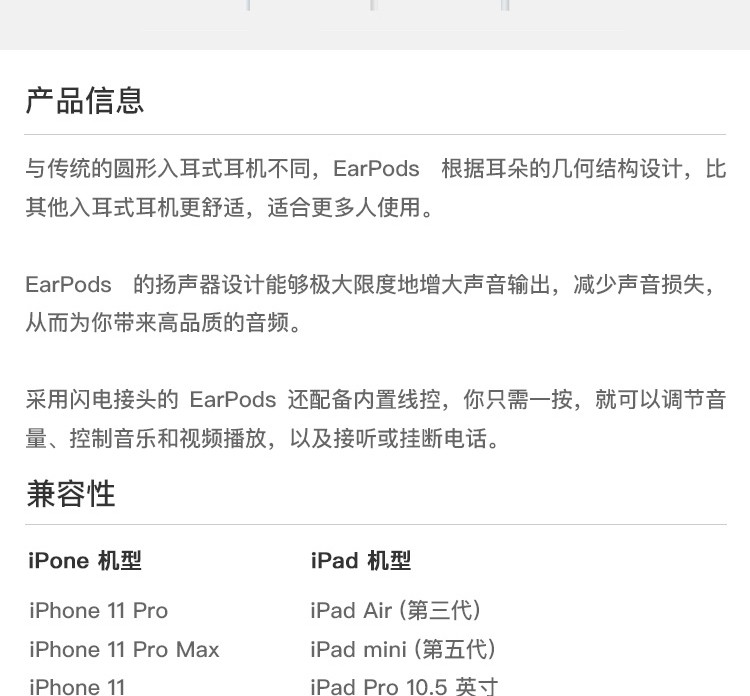 产品信息
与传统的圆形入耳式耳机不同，EarPods 根据耳朵的几何结构设计，比
其他入耳式耳机更舒适，适合更多人使用。
EarPods 的扬声器设计能够极大限度地增大声音输出，减少声音损失，
从而为你带来高品质的音频。
采用闪电接头的 EarPods 还配备内置线控，你只需一按，就可以调节音
量、控制音乐和视频播放，以及接听或挂断电话。
兼容性
iPone 机型 iPad 机型
iPhone 11 Pro iPad Air (第三代)
iPhone 11 Pro Max iPad mini (第五代)
iPhone 11 iPad Pro 10.5 英寸